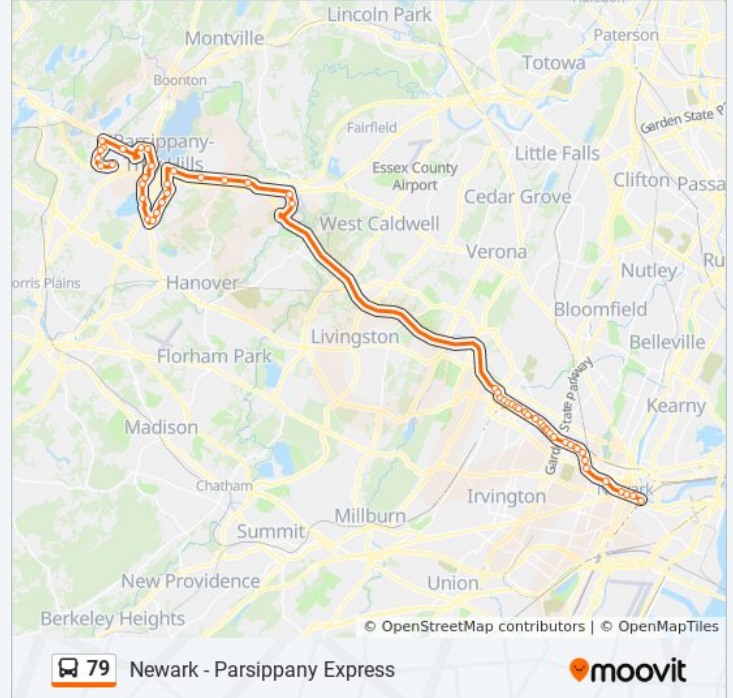 Lincoln Park
Montville
Paterson
Boonton
Totowa
Garden State
Fairfield
Parsippany-
Hills
Little Falls
Essex County
Airport
Clifton
Passa
Cedar Grove
West Caldwell
Verona
Nutley
Ru
orris Plains
Hanover
Bloomfield
Belleville
Livingston
Florham Park
Garden State Parkway
Kearny
Madison
Chatham
Newark
Irvington
Millburn
Summit
New Providence
Union
Berkeley Heights
© OpenStreetMap contributors | © OpenMapTiles
79 Newark - Parsippany Express
moovit